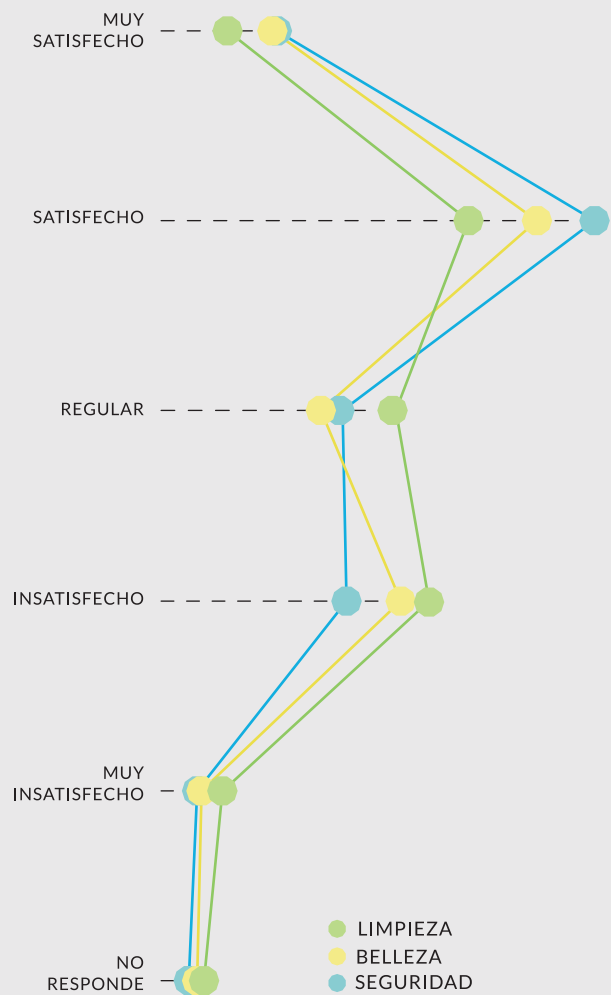 MUY
SATISFECHO
SATISFECHO
REGULAR
INSATISFECHO
MUY
INSATISFECHO
NO
RESPONDE
LIMPIEZA
BELLEZA
SEGURIDAD